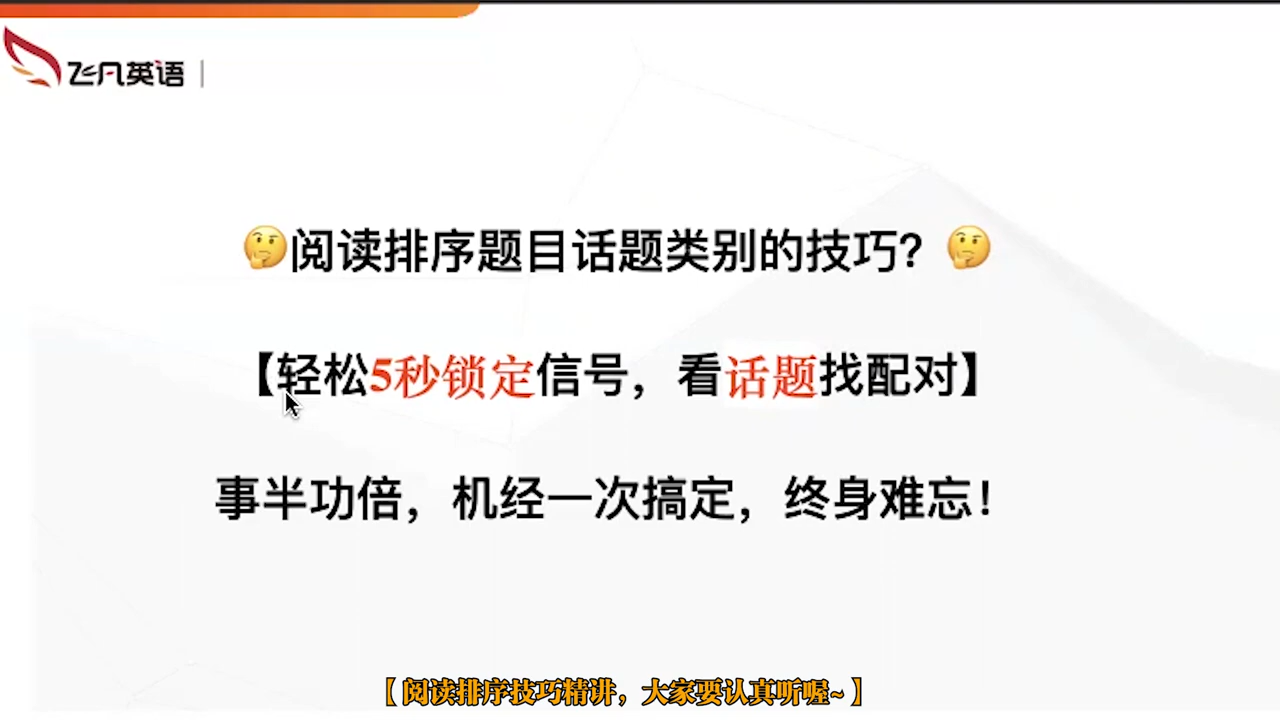 飞凡英语
🤔阅读排序题目话题类别的技巧?🤔
【轻松5秒锁定信号，看话题找配对】
事半功倍，机经一次搞定，终身难忘！
【 阅读排序技巧精讲，大家要认真听喔~ 】